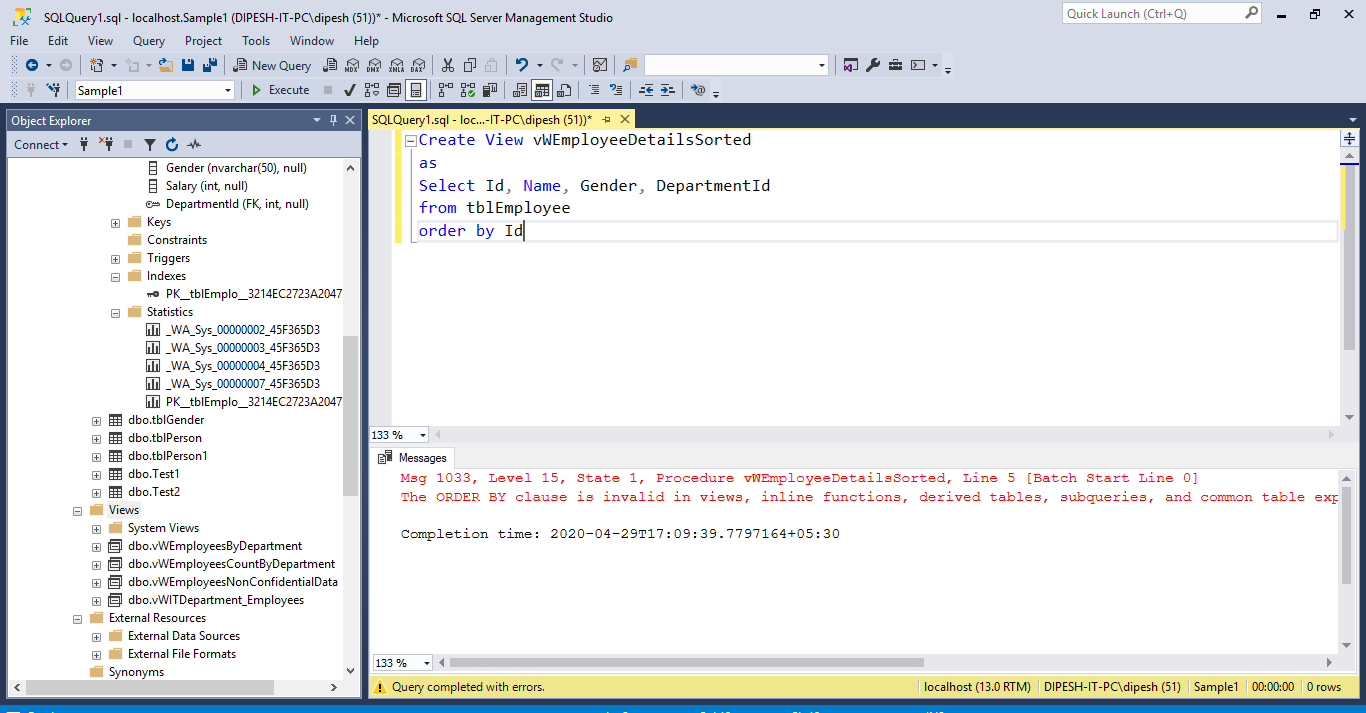 SQLQuery1.sql - localhost.Sample1 (DIPESH-IT-PC\dipesh (51))* - Microsoft SQL Server Management Studio
Quick Launch (Ctrl+Q)
File Edit View Query Project Tools Window Help
New Query MDX DMX XMLA DAX
Sample1 Execute
Object Explorer
Connect
Gender (nvarchar(50), null)
Salary (int, null)
DepartmentId (FK, int, null)
Keys
Constraints
Triggers
Indexes
PK__tblEmplo__3214EC2723A2047
Statistics
_WA_Sys_00000002_45F365D3
_WA_Sys_00000003_45F365D3
_WA_Sys_00000004_45F365D3
_WA_Sys_00000007_45F365D3
PK__tblEmplo__3214EC2723A2047
dbo.tblGender
dbo.tblPerson
dbo.tblPerson1
dbo.Test1
dbo.Test2
Views
System Views
dbo.vWEmployeesByDepartment
dbo.vWEmployeesCountByDepartment
dbo.vWEmployeesNonConfidentialData
dbo.vWITDepartment_Employees
External Resources
External Data Sources
External File Formats
Synonyms
SQLQuery1.sql - loc...-IT-PC\dipesh (51))*
Create View vWEmployeeDetailsSorted
as
Select Id, Name, Gender, DepartmentId
from tblEmployee
order by Id
133 %
Messages
Msg 1033, Level 15, State 1, Procedure vWEmployeeDetailsSorted, Line 5 [Batch Start Line 0]
The ORDER BY clause is invalid in views, inline functions, derived tables, subqueries, and common table exp
Completion time: 2020-04-29T17:09:39.7797164+05:30
133 %
Query completed with errors. localhost (13.0 RTM) DIPESH-IT-PC\dipesh (51) Sample1 00:00:00 0 rows